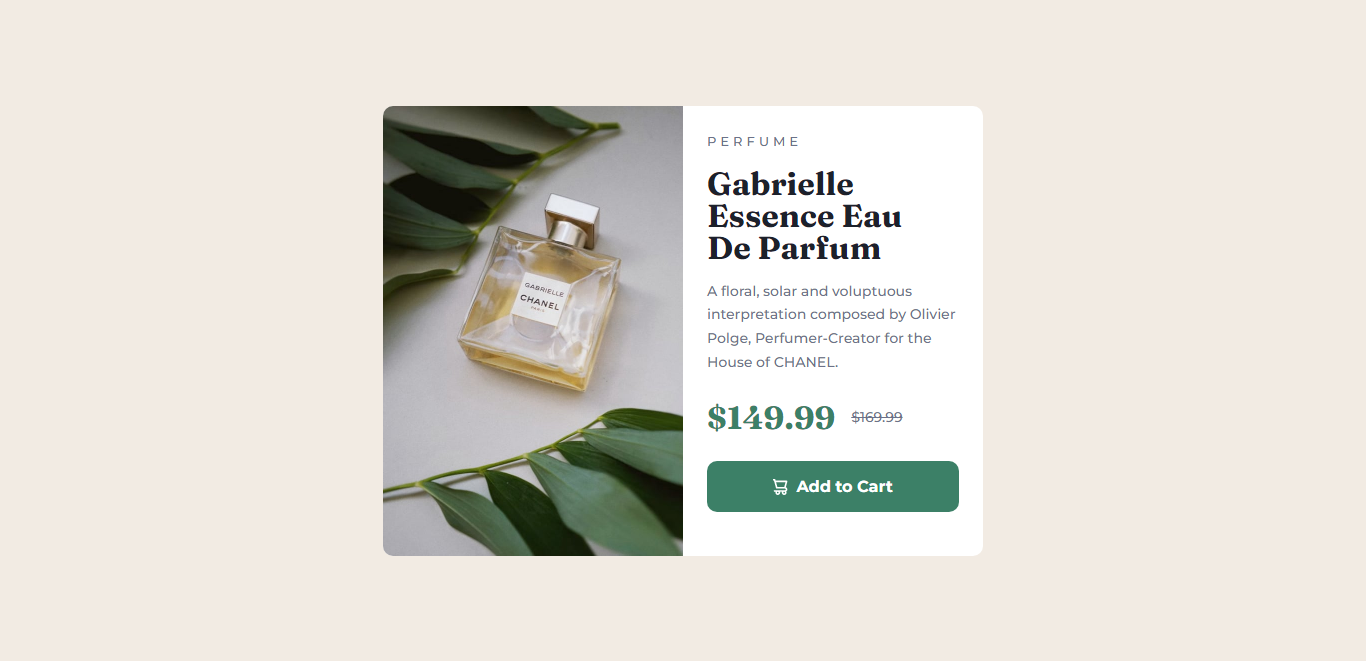 GABRIELLE
CHANEL
PARIS
PERFUME
Gabrielle
Essence Eau
De Parfum
A floral, solar and voluptuous
interpretation composed by Olivier
Polge, Perfumer-Creator for the
House of CHANEL.
$149.99 $169.99
Add to Cart